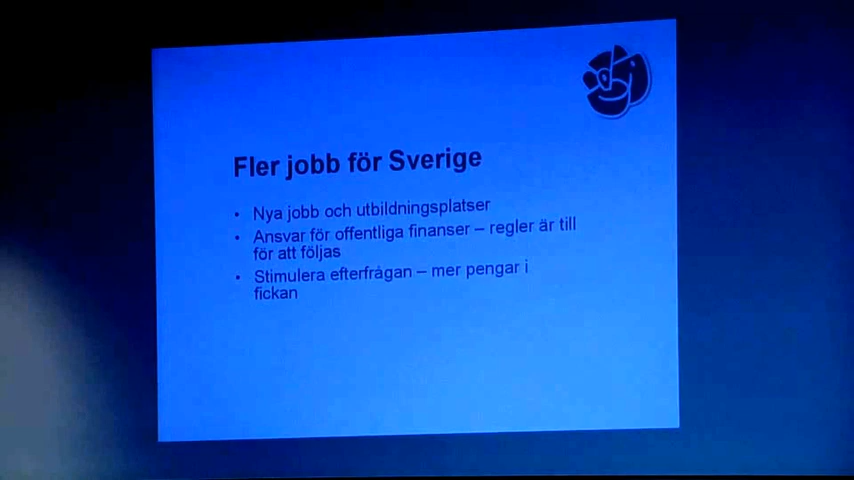 Fler jobb för Sverige
• Nya jobb och utbildningsplatser
• Ansvar för offentliga finanser – regler är till
för att följas
• Stimulera efterfrågan – mer pengar i
fickan